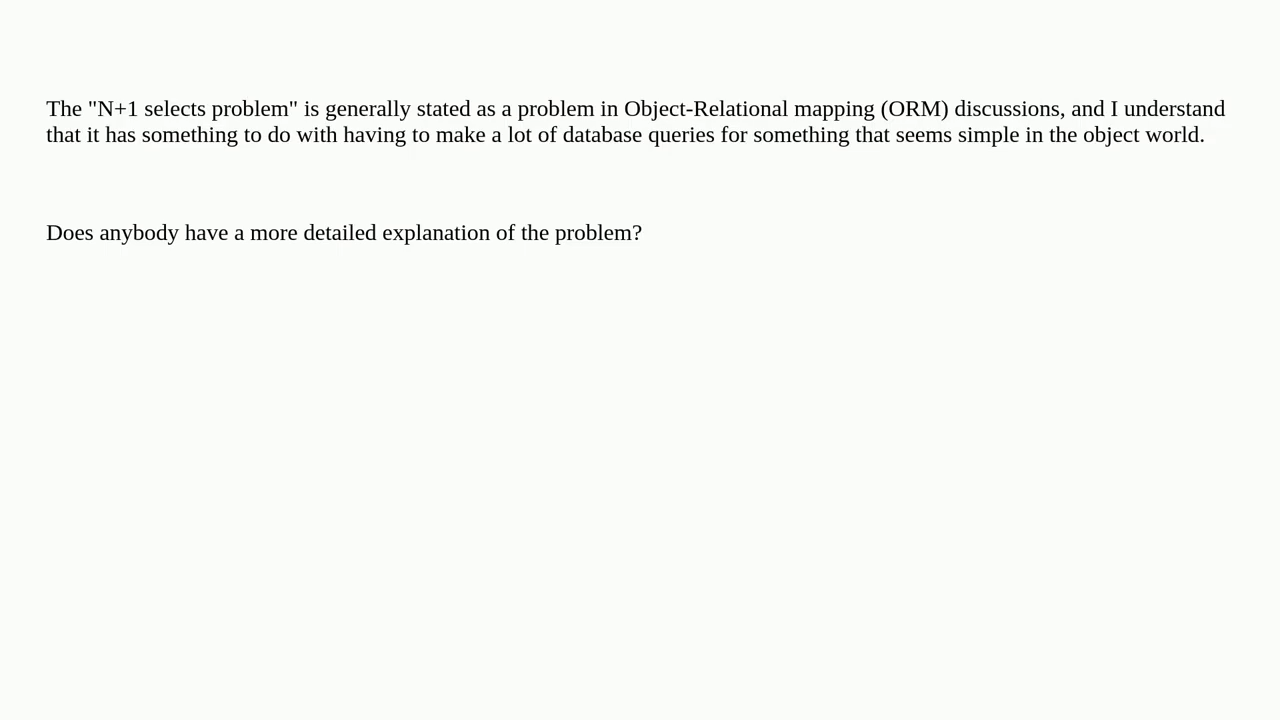 The "N+1 selects problem" is generally stated as a problem in Object-Relational mapping (ORM) discussions, and I understand
that it has something to do with having to make a lot of database queries for something that seems simple in the object world.
Does anybody have a more detailed explanation of the problem?